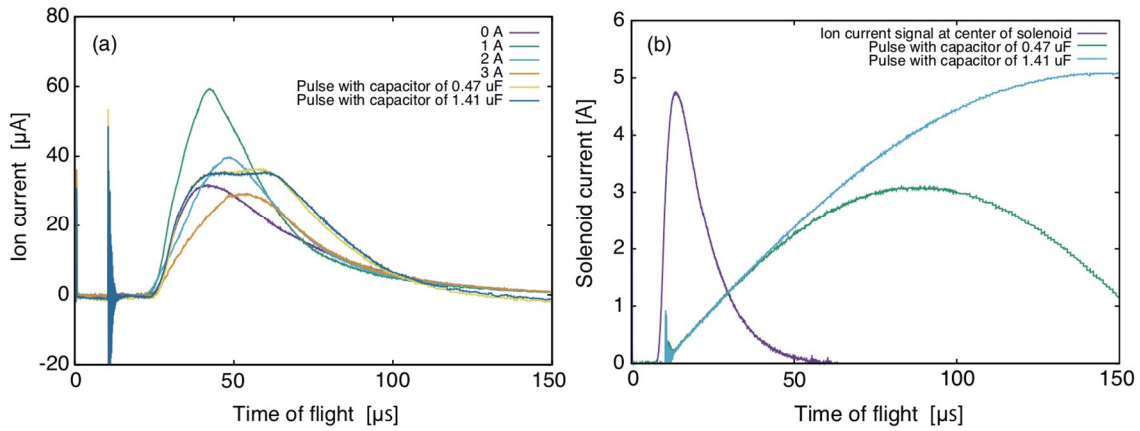 (a)
80
60
40
20
0
-20
Ion current [μA]
0 A
1 A
2 A
3 A
Pulse with capacitor of 0.47 uF
Pulse with capacitor of 1.41 uF
0 50 100 150
Time of flight [μs]
(b)
6
5
4
3
2
1
0
Solenoid current [A]
Ion current signal at center of solenoid
Pulse with capacitor of 0.47 uF
Pulse with capacitor of 1.41 uF
0 50 100 150
Time of flight [μs]